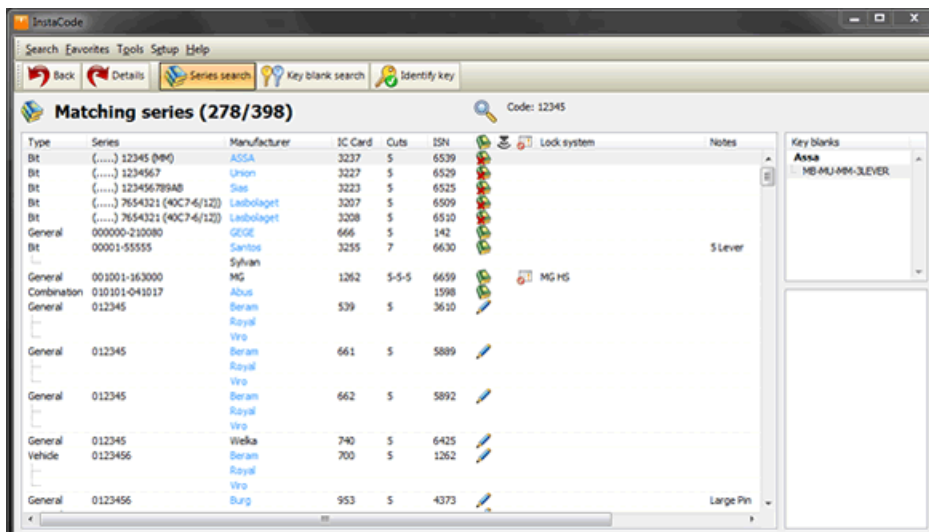 InstaCode
Search Favorites Tools Setup Help
Back Details Series search Key blank search Identify key
Matching series (278/398) Code: 12345
Type Series Manufacturer IC Card Cuts ISN Lock system Notes Key blanks
Bit (.....) 12345 (MM) ASSA 3237 5 6539 Assa
Bit (.....) 1234567 Union 3227 5 6529 MB-MU-MM-3LEVER
Bit (.....) 123456789AB Sias 3223 5 6525
Bit (.....) 7654321 (40C7-6/12)) Lasbolaget 3207 5 6509
Bit (.....) 7654321 (40C7-6/12)) Lasbolaget 3208 5 6510
General 000000-210080 GEGE 666 5 142
Bit 00001-55555 Santos 3255 7 6630 5 Lever
Sylvan
General 001001-163000 MG 1262 5-5-5 6659 MG HS
Combination 010101-041017 Abus 1598
General 012345 Beram 539 5 3610
Royal
Viro
General 012345 Beram 661 5 5889
Royal
Viro
General 012345 Beram 662 5 5892
Royal
Viro
General 012345 Welka 740 5 6425
Vehicle 0123456 Beram 700 5 1262
Royal
Viro
General 0123456 Burg 953 5 4373 Large Pin